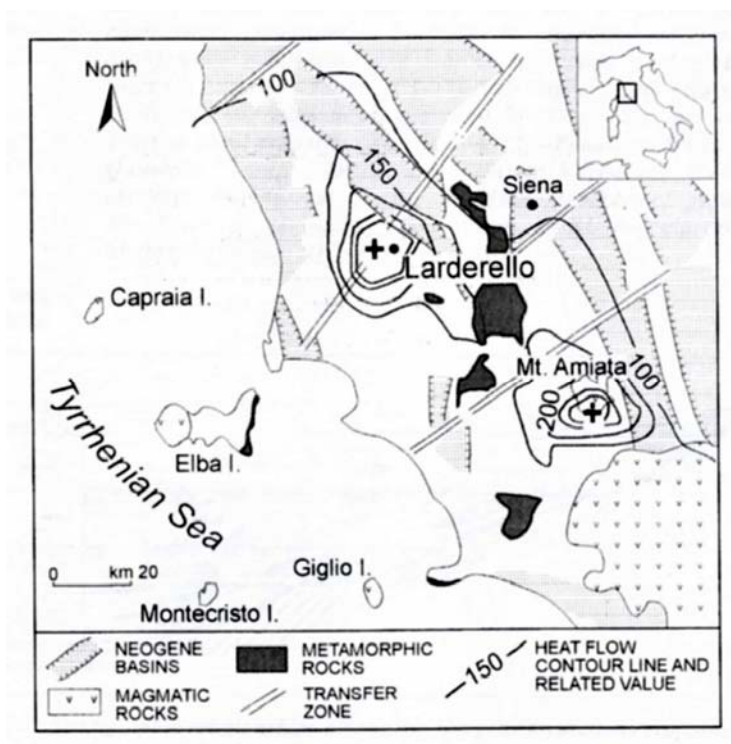 North
100
150
Siena
Larderello
Capraia I.
Mt. Amiata
100
200
Elba I.
Tyrrhenian Sea
0 km 20
Giglio I.
Montecristo I.
NEOGENE
BASINS
METAMORPHIC
ROCKS
150
HEAT FLOW
CONTOUR LINE AND
RELATED VALUE
MAGMATIC
ROCKS
TRANSFER
ZONE